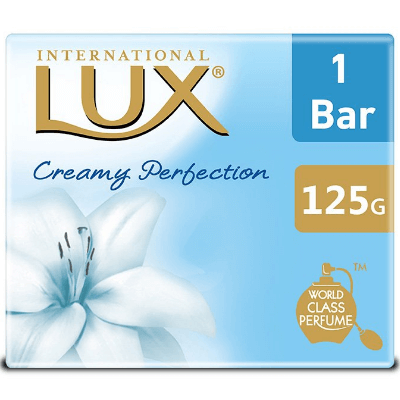 INTERNATIONAL
LUX®
Creamy Perfection
1
Bar
125G
WORLD
CLASS
PERFUME
TM